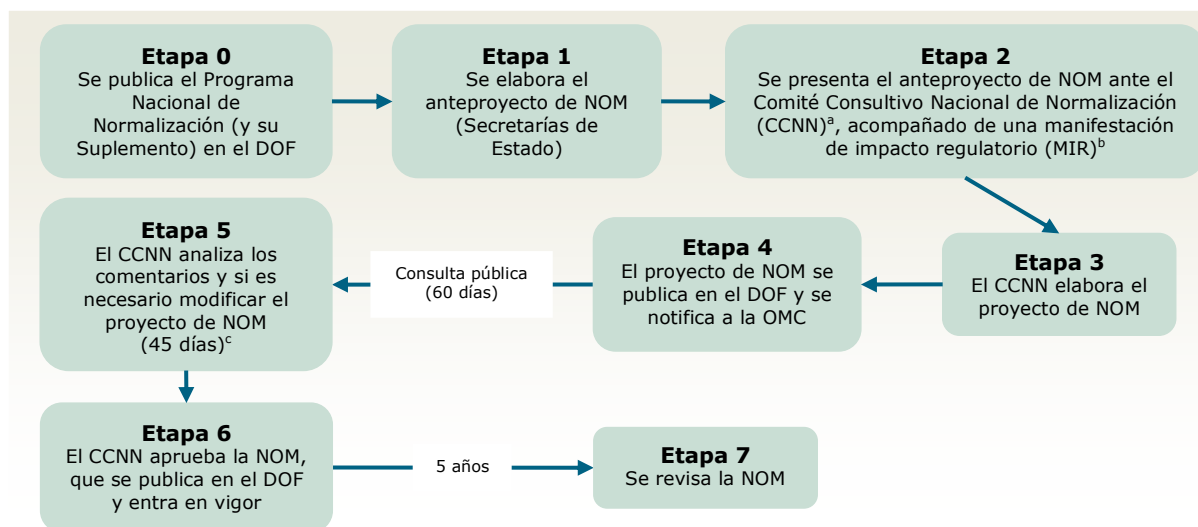 Etapa 0
Se publica el Programa
Nacional de
Normalización (y su
Suplemento) en el DOF
Etapa 1
Se elabora el
anteproyecto de NOM
(Secretarías de
Estado)
Etapa 2
Se presenta el anteproyecto de NOM ante el
Comité Consultivo Nacional de Normalización
(CCNN)ᵃ, acompañado de una manifestación
de impacto regulatorio (MIR)ᵇ
Etapa 3
El CCNN elabora el
proyecto de NOM
Etapa 4
El proyecto de NOM se
publica en el DOF y se
notifica a la OMC
Consulta pública
(60 días)
Etapa 5
El CCNN analiza los
comentarios y si es
necesario modificar el
proyecto de NOM
(45 días)ᶜ
Etapa 6
El CCNN aprueba la NOM,
que se publica en el DOF
y entra en vigor
5 años
Etapa 7
Se revisa la NOM